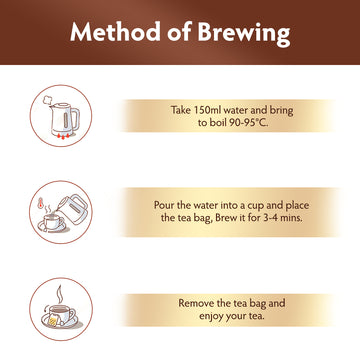 Method of Brewing
Take 150ml water and bring
to boil 90-95°C.
Pour the water into a cup and place
the tea bag, Brew it for 3-4 mins.
Remove the tea bag and
enjoy your tea.